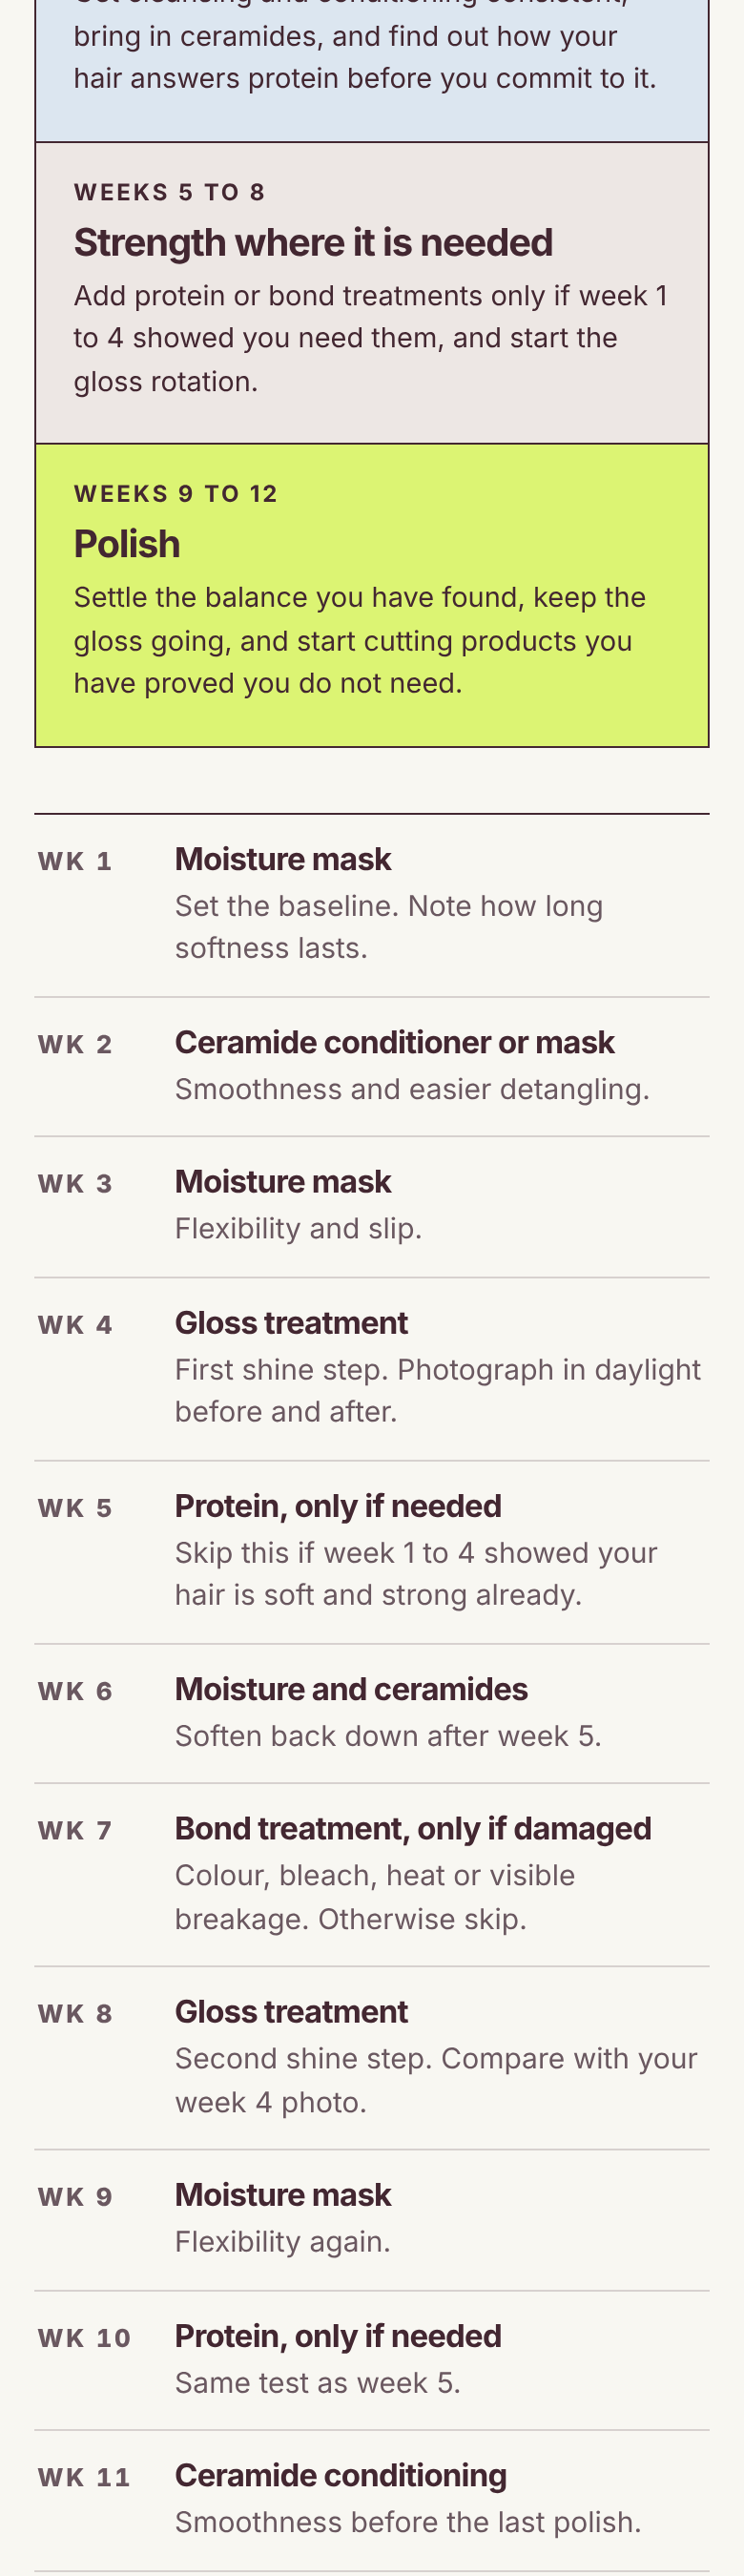 bring in ceramides, and find out how your
hair answers protein before you commit to it.
WEEKS 5 TO 8
Strength where it is needed
Add protein or bond treatments only if week 1
to 4 showed you need them, and start the
gloss rotation.
WEEKS 9 TO 12
Polish
Settle the balance you have found, keep the
gloss going, and start cutting products you
have proved you do not need.
WK 1
Moisture mask
Set the baseline. Note how long
softness lasts.
WK 2
Ceramide conditioner or mask
Smoothness and easier detangling.
WK 3
Moisture mask
Flexibility and slip.
WK 4
Gloss treatment
First shine step. Photograph in daylight
before and after.
WK 5
Protein, only if needed
Skip this if week 1 to 4 showed your
hair is soft and strong already.
WK 6
Moisture and ceramides
Soften back down after week 5.
WK 7
Bond treatment, only if damaged
Colour, bleach, heat or visible
breakage. Otherwise skip.
WK 8
Gloss treatment
Second shine step. Compare with your
week 4 photo.
WK 9
Moisture mask
Flexibility again.
WK 10
Protein, only if needed
Same test as week 5.
WK 11
Ceramide conditioning
Smoothness before the last polish.